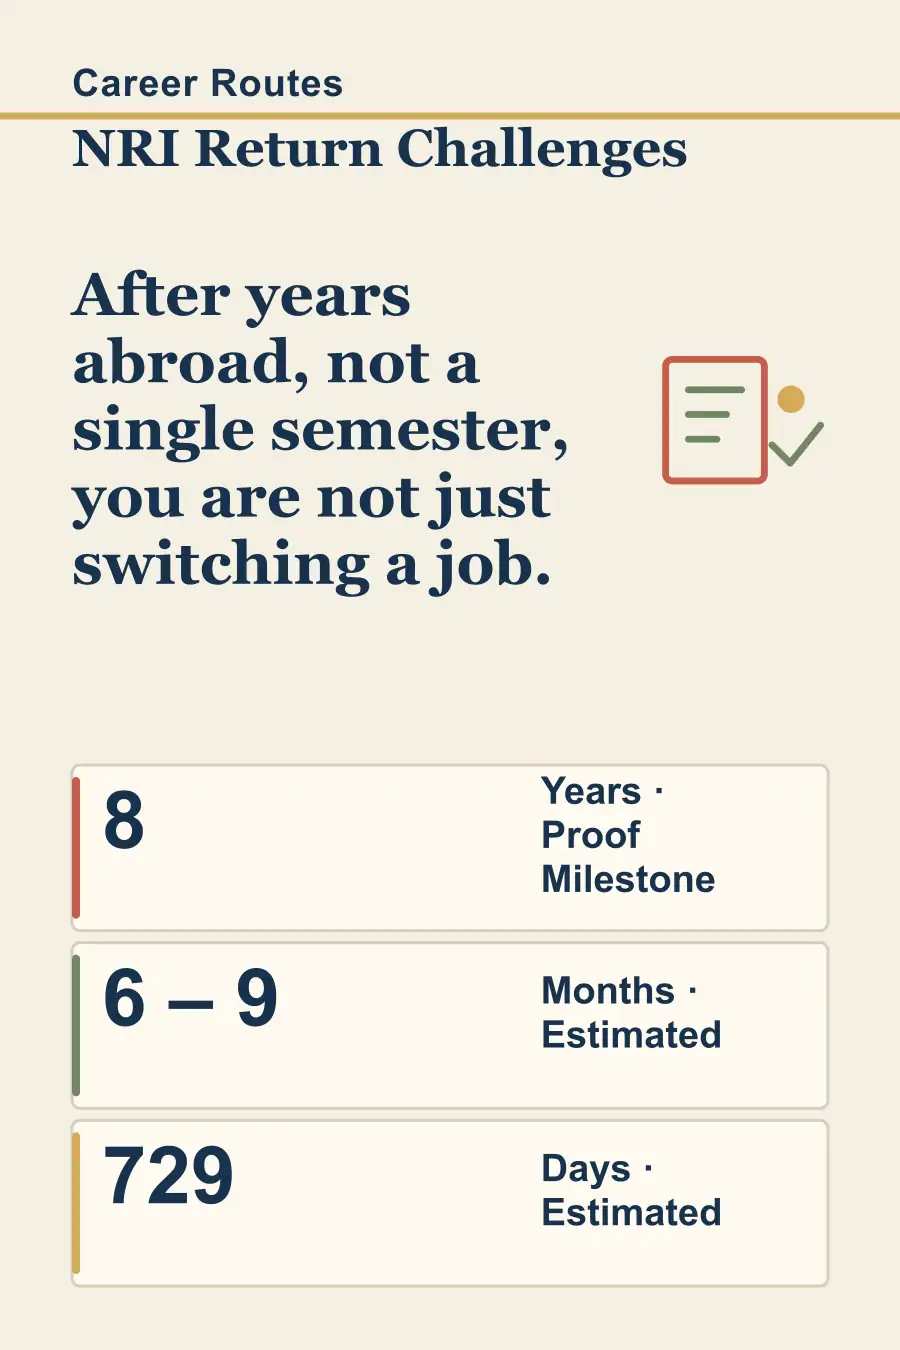 Career Routes
NRI Return Challenges
After years
abroad, not a
single semester,
you are not just
switching a job.
8
Years ·
Proof
Milestone
6 – 9
Months ·
Estimated
729
Days ·
Estimated